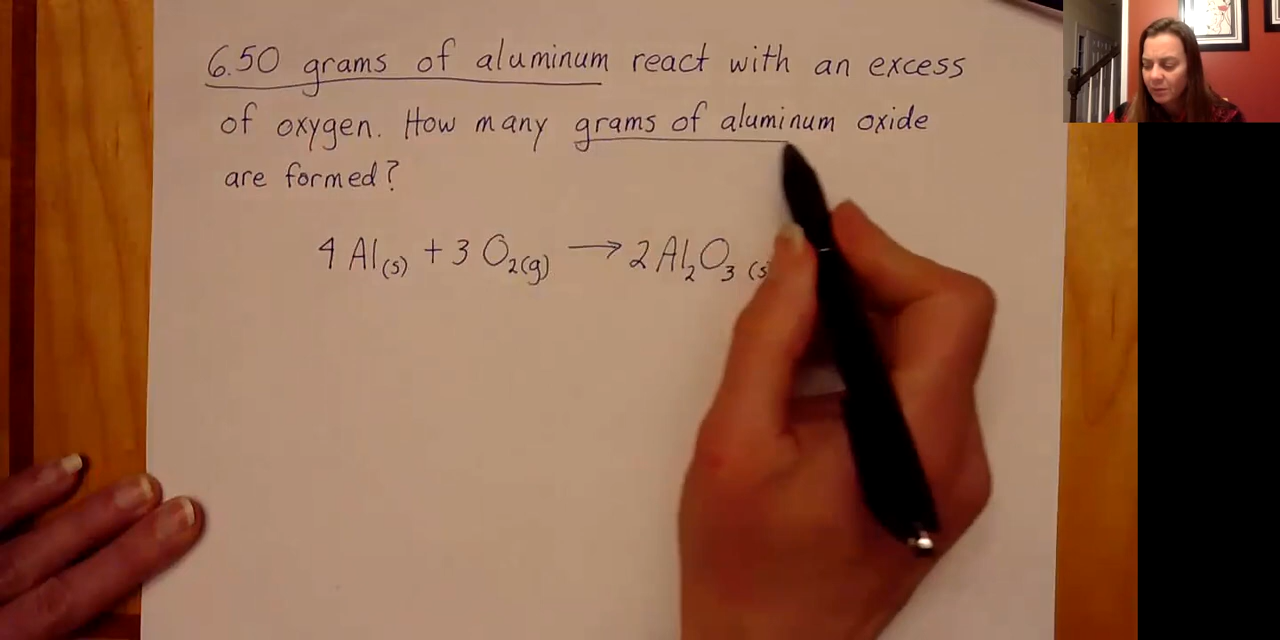 6.50 grams of aluminum react with an excess
of oxygen. How many grams of aluminum oxide
are formed?
4 Al(s) + 3 O₂(g) → 2 Al₂O₃ (s